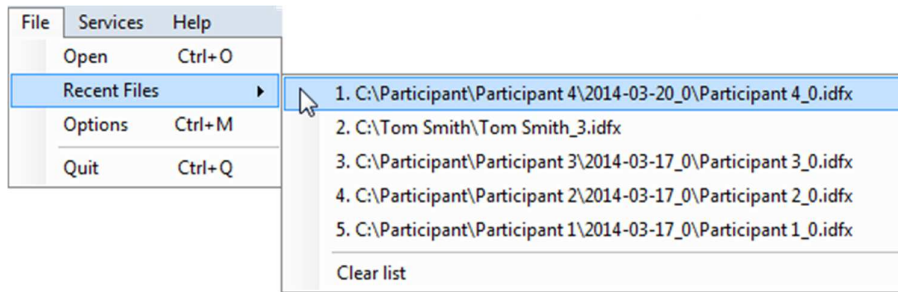 File Services Help
Open Ctrl+O
Recent Files
Options Ctrl+M
Quit Ctrl+Q
1. C:\Participant\Participant 4\2014-03-20_0\Participant 4_0.idfx
2. C:\Tom Smith\Tom Smith_3.idfx
3. C:\Participant\Participant 3\2014-03-17_0\Participant 3_0.idfx
4. C:\Participant\Participant 2\2014-03-17_0\Participant 2_0.idfx
5. C:\Participant\Participant 1\2014-03-17_0\Participant 1_0.idfx
Clear list